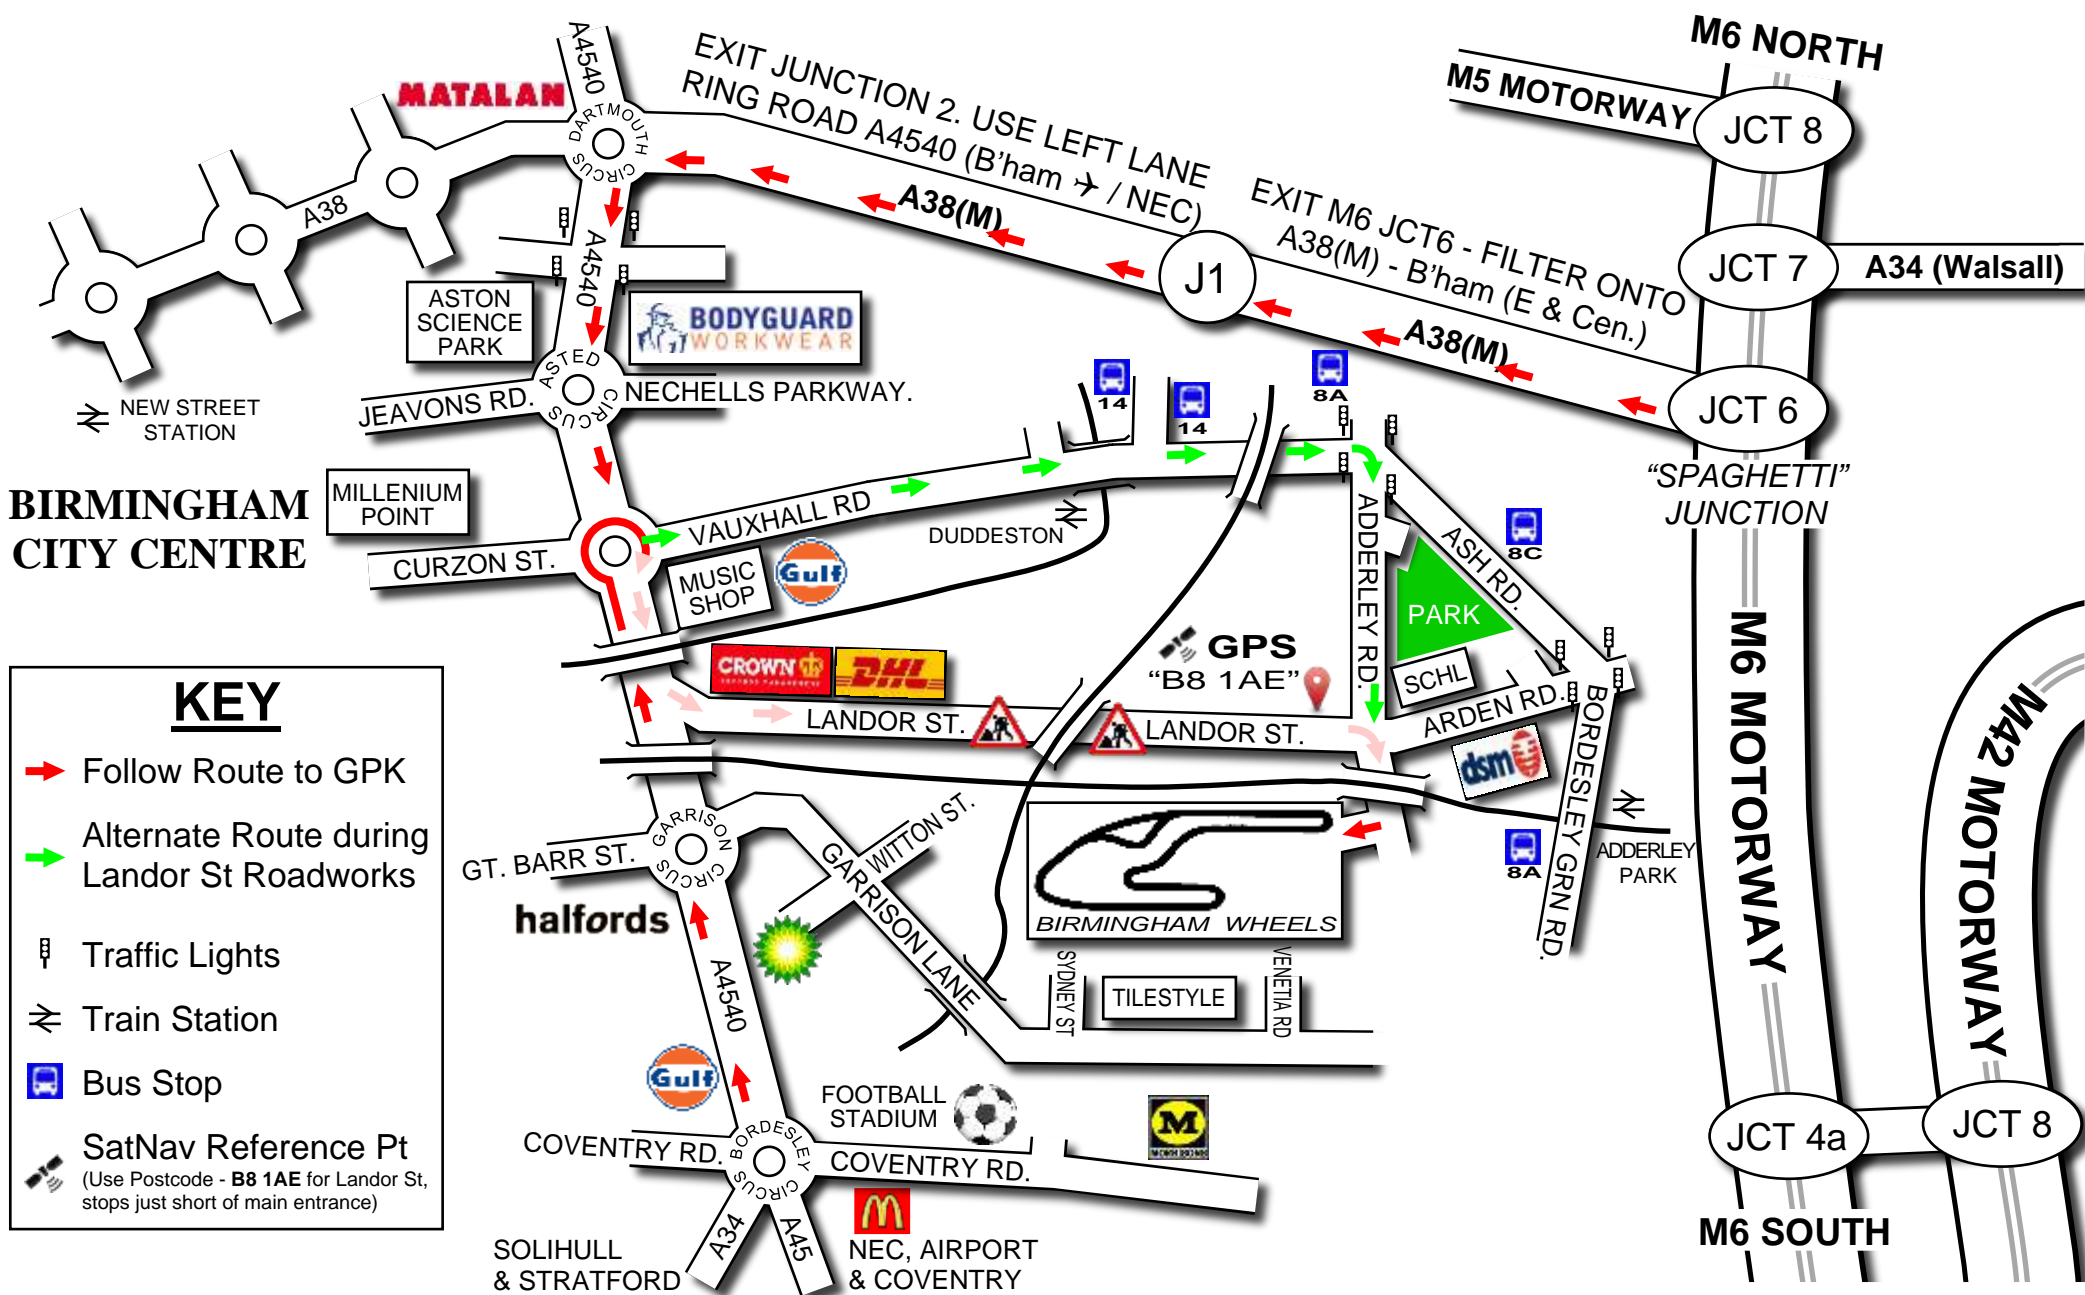 M6 NORTH
M5 MOTORWAY
JCT 8
JCT 7
A34 (Walsall)
JCT 6
“SPAGHETTI”
JUNCTION
M6 MOTORWAY
M42 MOTORWAY
JCT 4a
JCT 8
M6 SOUTH
EXIT JUNCTION 2. USE LEFT LANE
RING ROAD A4540 (B'ham ✈ / NEC)
EXIT M6 JCT6 - FILTER ONTO
A38(M) - B'ham (E & Cen.)
A38(M)
J1
A38(M)
A4540
MATALAN
DARTMOUTH CIRCUS
A38
A4540
ASTON
SCIENCE
PARK
BODYGUARD
WORKWEAR
ASTED CIRCUS
JEAVONS RD.
NECHELLS PARKWAY.
NEW STREET
STATION
BIRMINGHAM
CITY CENTRE
MILLENIUM
POINT
CURZON ST.
VAUXHALL RD
MUSIC
SHOP
Gulf
DUDDESTON
14
14
8A
8C
ADDERLEY RD.
ASH RD.
PARK
SCHL
ARDEN RD.
BORDESLEY GRN RD.
dsm
8A
ADDERLEY
PARK
GPS
“B8 1AE”
CROWN
DHL
LANDOR ST.
LANDOR ST.
GARRISON CIRCUS
GT. BARR ST.
WITTON ST.
GARRISON LANE
halfords
A4540
BIRMINGHAM WHEELS
SYDNEY ST
TILESTYLE
VENETIA RD
Gulf
FOOTBALL
STADIUM
M
MORRISONS
COVENTRY RD.
BORDESLEY CIRCUS
COVENTRY RD.
A34
A45
SOLIHULL
& STRATFORD
NEC, AIRPORT
& COVENTRY
KEY
Follow Route to GPK
Alternate Route during
Landor St Roadworks
Traffic Lights
Train Station
Bus Stop
SatNav Reference Pt
(Use Postcode - B8 1AE for Landor St,
stops just short of main entrance)